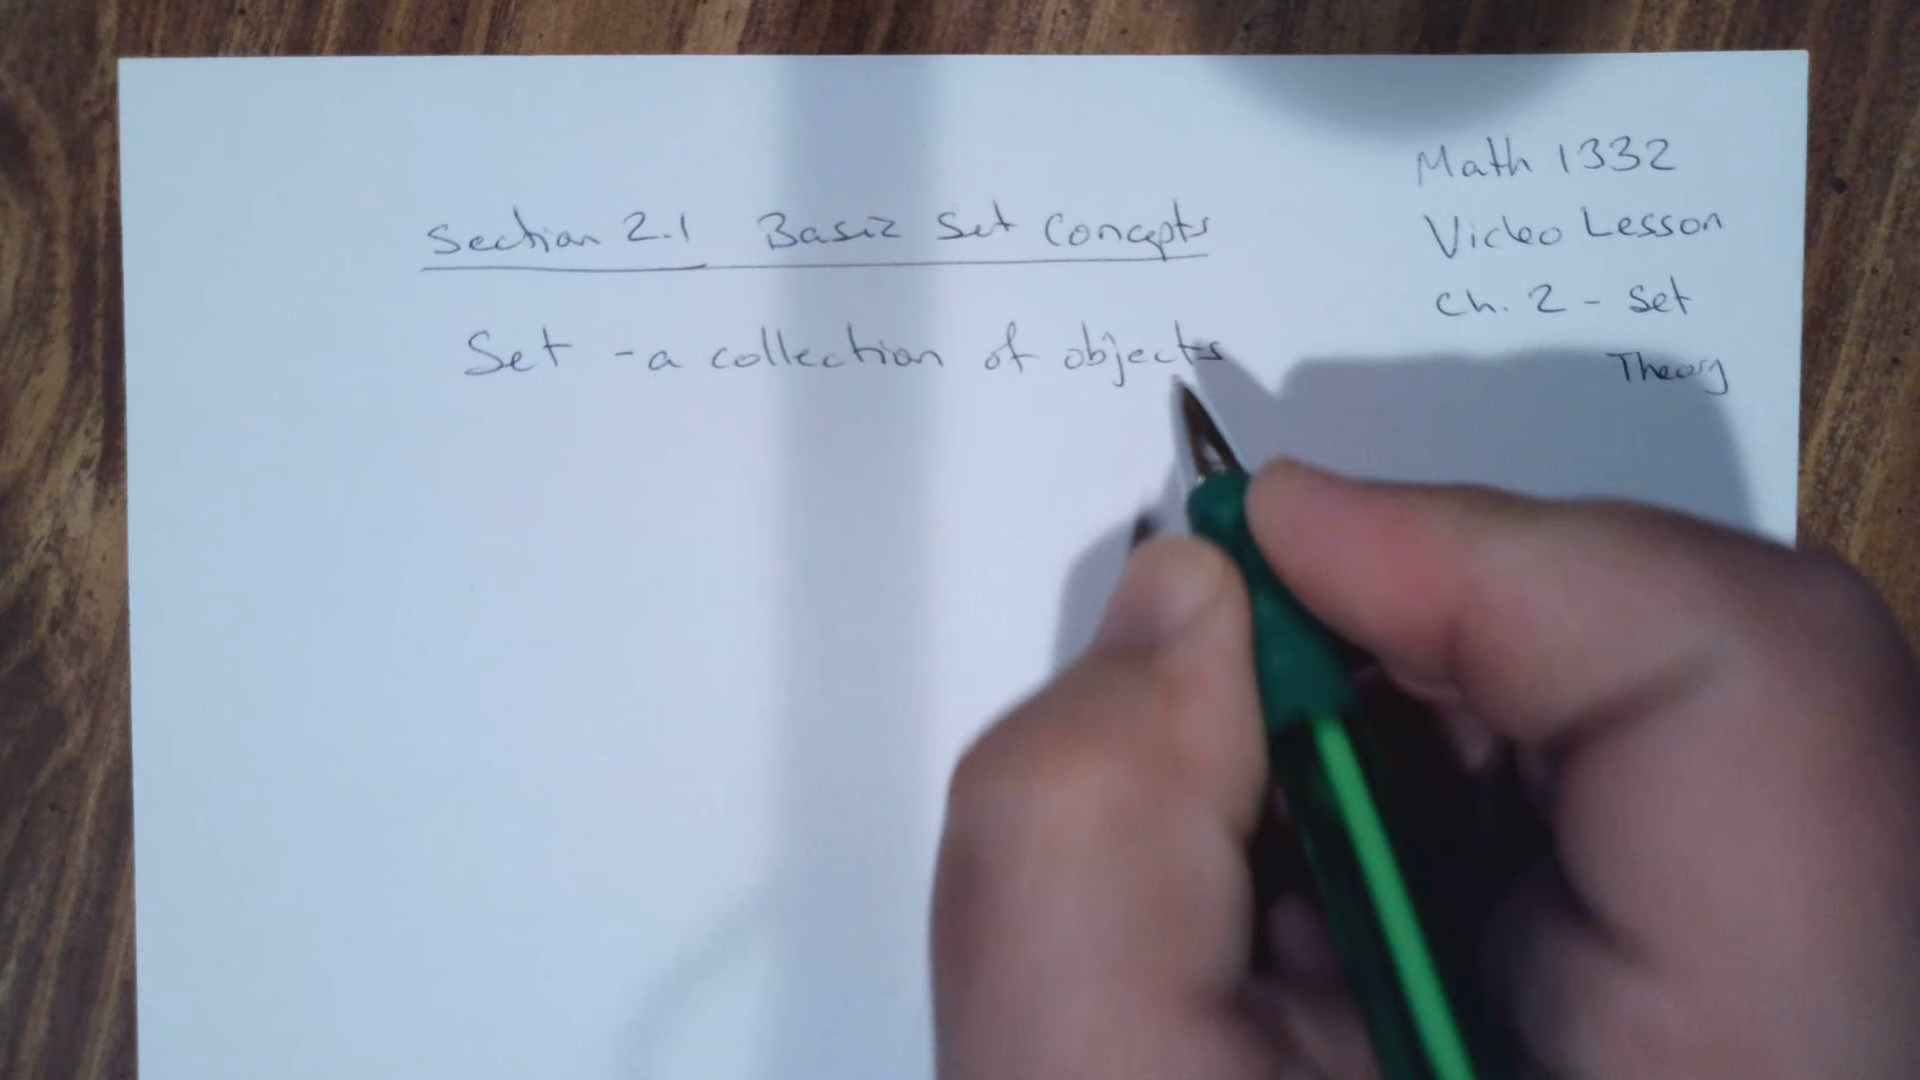 Math 1332
Video Lesson
Ch. 2 - Set
Theory
Section 2.1 Basic Set Concepts
Set - a collection of objects